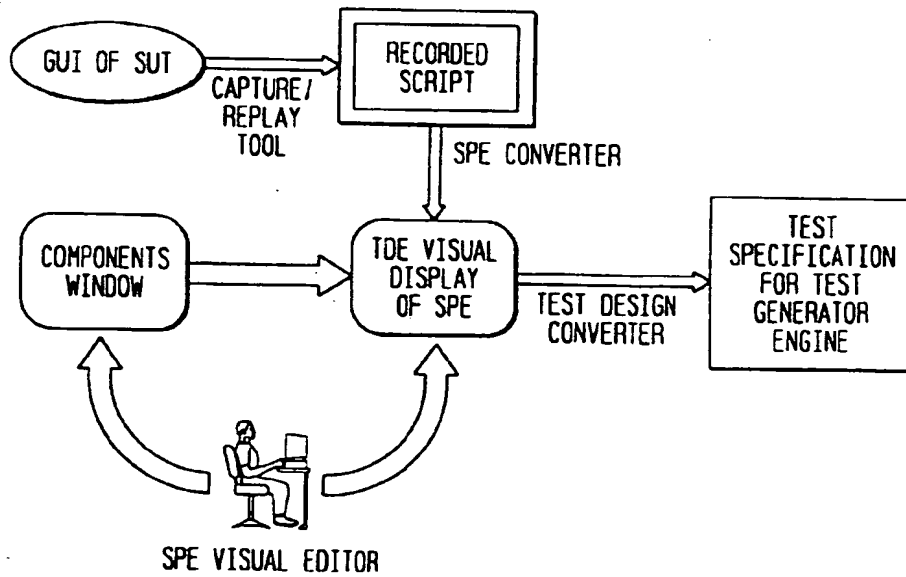 GUI OF SUT
CAPTURE/
REPLAY
TOOL
RECORDED
SCRIPT
SPE CONVERTER
COMPONENTS
WINDOW
TDE VISUAL
DISPLAY
OF SPE
TEST DESIGN
CONVERTER
TEST
SPECIFICATION
FOR TEST
GENERATOR
ENGINE
SPE VISUAL EDITOR